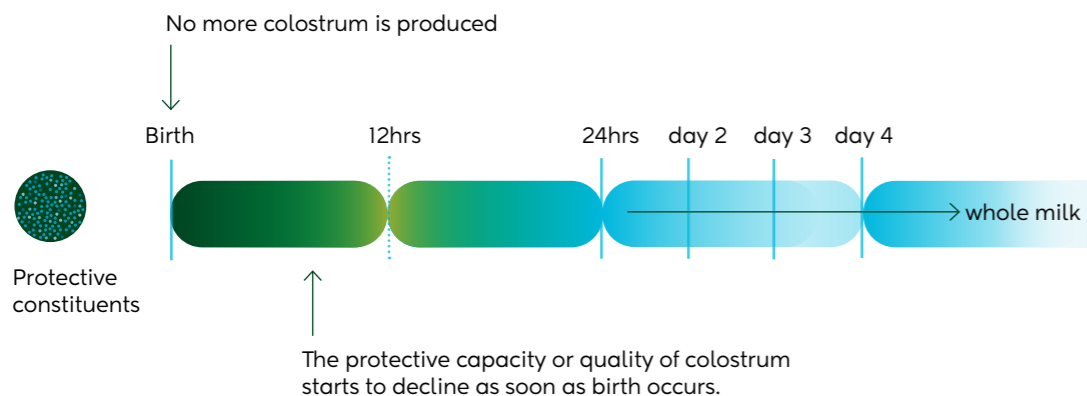 No more colostrum is produced
Birth
12hrs
24hrs
day 2
day 3
day 4
whole milk
Protective
constituents
The protective capacity or quality of colostrum
starts to decline as soon as birth occurs.